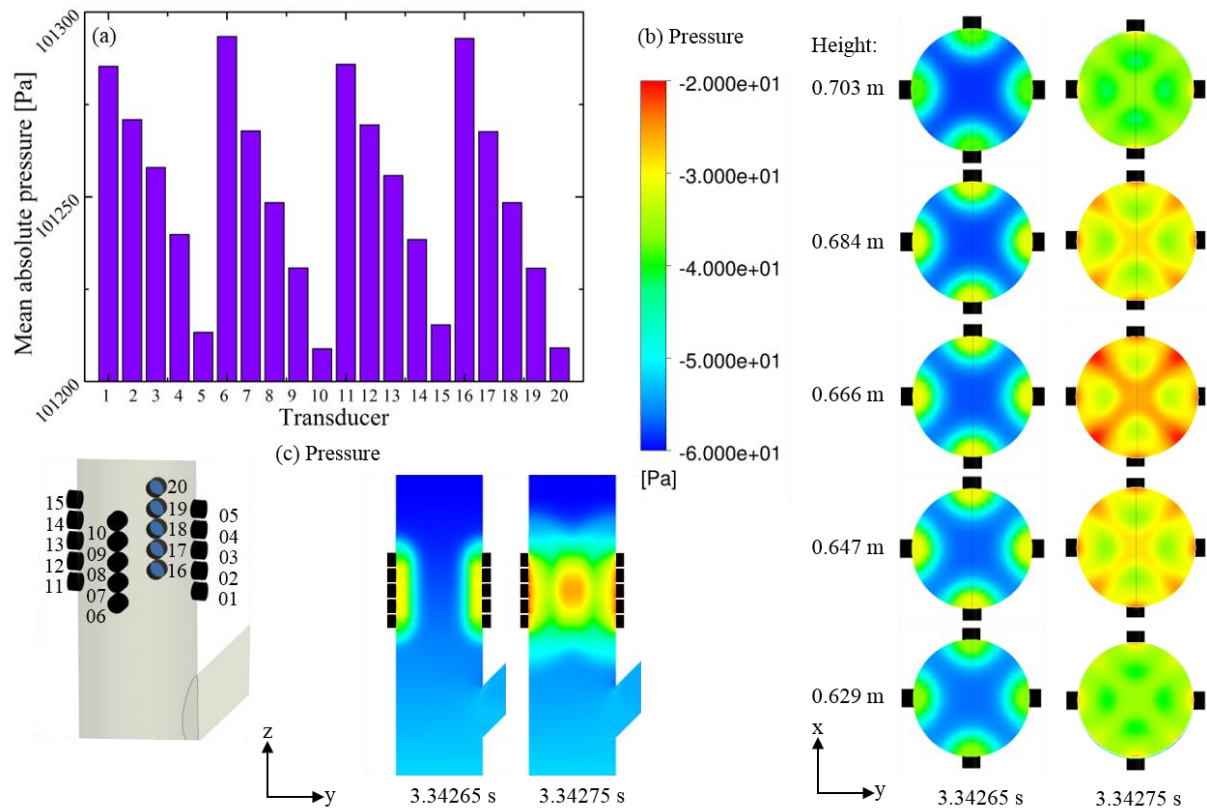 (a)
Mean absolute pressure [Pa]
101300
101250
101200
1 2 3 4 5 6 7 8 9 10 11 12 13 14 15 16 17 18 19 20
Transducer
(b) Pressure
-2.000e+01
-3.000e+01
-4.000e+01
-5.000e+01
-6.000e+01
[Pa]
Height:
0.703 m
0.684 m
0.666 m
0.647 m
0.629 m
x
y
3.34265 s
3.34275 s
(c) Pressure
15
14
13
12
11
10
09
08
07
06
20
19
18
17
16
05
04
03
02
01
z
y
3.34265 s
3.34275 s